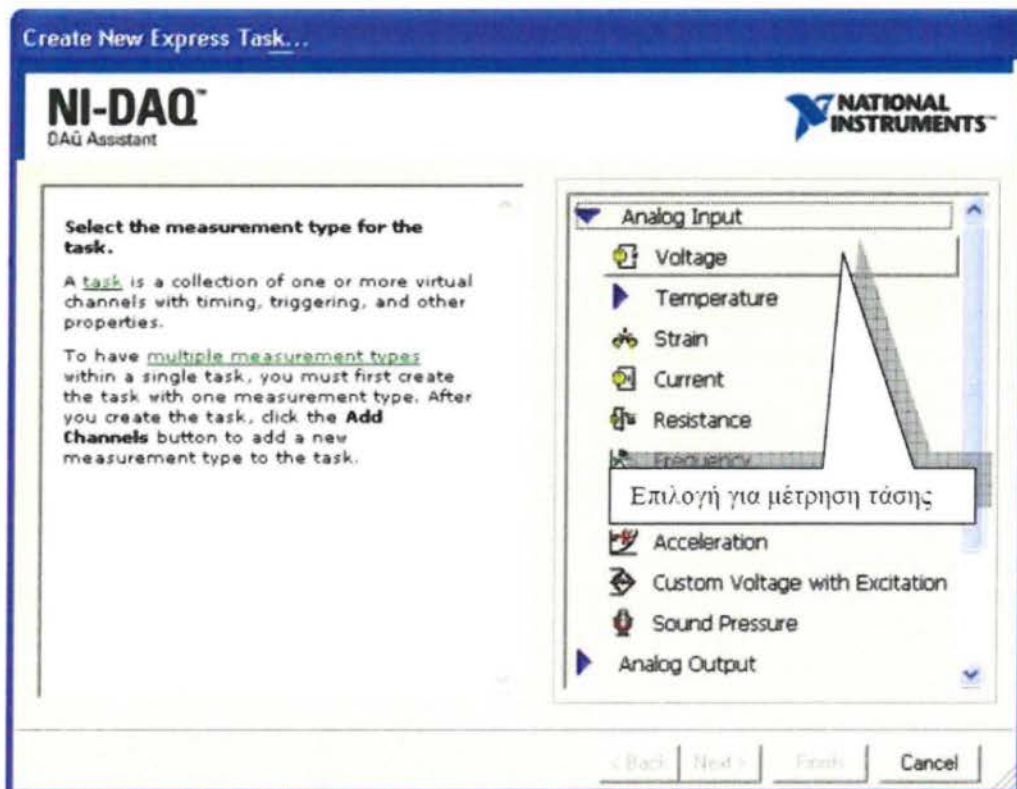 Create New Express Task...
NI-DAQ™
DAQ Assistant
NATIONAL
INSTRUMENTS™
Select the measurement type for the
task.
A task is a collection of one or more virtual
channels with timing, triggering, and other
properties.
To have multiple measurement types
within a single task, you must first create
the task with one measurement type. After
you create the task, click the Add
Channels button to add a new
measurement type to the task.
Analog Input
Voltage
Temperature
Strain
Current
Resistance
Frequency
Επιλογή για μέτρηση τάσης
Acceleration
Custom Voltage with Excitation
Sound Pressure
Analog Output
< Back Next > Finish Cancel